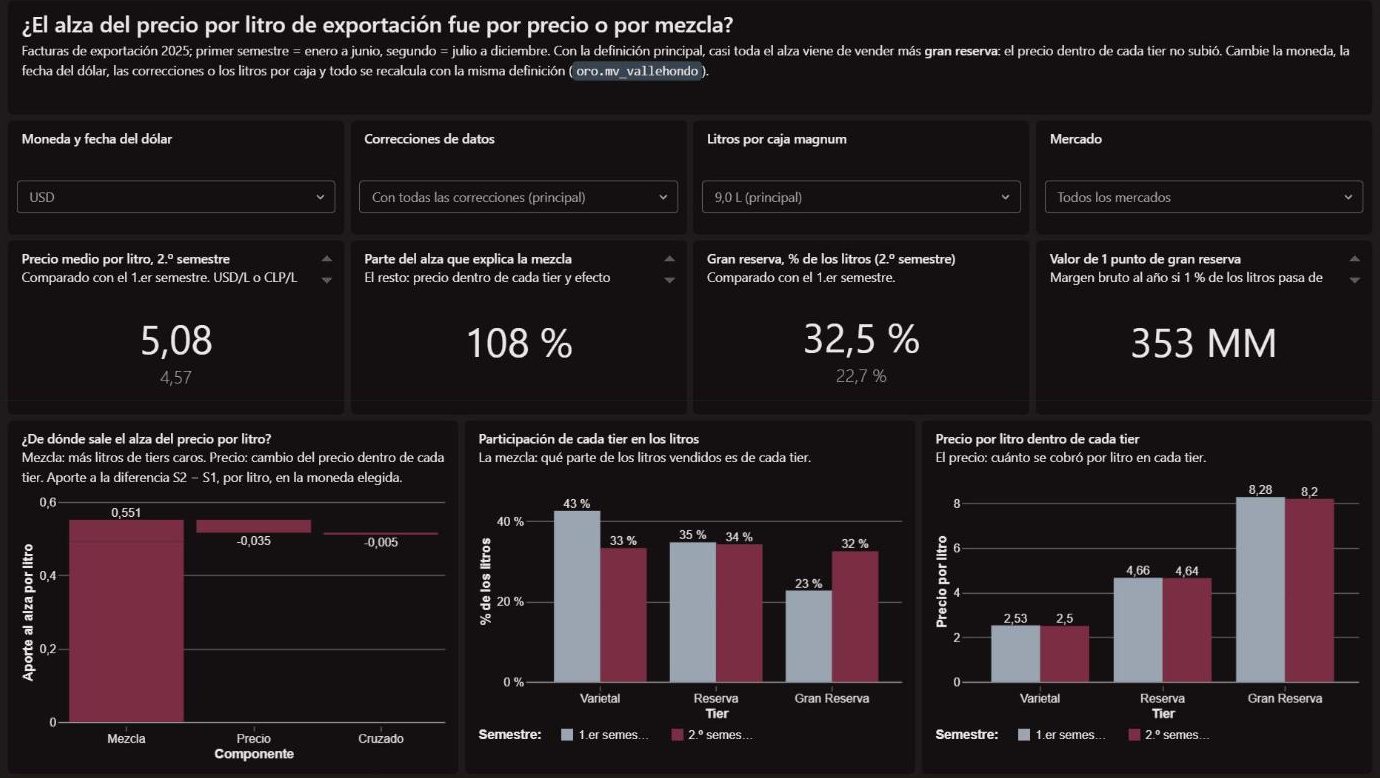 ¿El alza del precio por litro de exportación fue por precio o por mezcla?
Facturas de exportación 2025; primer semestre = enero a junio, segundo = julio a diciembre. Con la definición principal, casi toda el alza viene de vender más gran reserva: el precio dentro de cada tier no subió. Cambie la moneda, la
fecha del dólar, las correcciones o los litros por caja y todo se recalcula con la misma definición (oro.mv_vallehondo).
Moneda y fecha del dólar
USD
Correcciones de datos
Con todas las correcciones (principal)
Litros por caja magnum
9,0 L (principal)
Mercado
Todos los mercados
Precio medio por litro, 2.º semestre
Comparado con el 1.er semestre. USD/L o CLP/L
5,08
4,57
Parte del alza que explica la mezcla
El resto: precio dentro de cada tier y efecto
108 %
Gran reserva, % de los litros (2.º semestre)
Comparado con el 1.er semestre.
32,5 %
22,7 %
Valor de 1 punto de gran reserva
Margen bruto al año si 1 % de los litros pasa de
353 MM
¿De dónde sale el alza del precio por litro?
Mezcla: más litros de tiers caros. Precio: cambio del precio dentro de cada
tier. Aporte a la diferencia S2 − S1, por litro, en la moneda elegida.
Aporte al alza por litro
0,6
0,4
0,2
0
0,551
-0,035
-0,005
Mezcla
Precio
Cruzado
Componente
Participación de cada tier en los litros
La mezcla: qué parte de los litros vendidos es de cada tier.
% de los litros
40 %
20 %
0 %
43 %
33 %
35 %
34 %
23 %
32 %
Varietal
Reserva
Gran Reserva
Tier
Semestre:
1.er semes...
2.º semes...
Precio por litro dentro de cada tier
El precio: cuánto se cobró por litro en cada tier.
Precio por litro
8
6
4
2
0
2,53
2,5
4,66
4,64
8,28
8,2
Varietal
Reserva
Gran Reserva
Tier
Semestre:
1.er semes...
2.º semes...